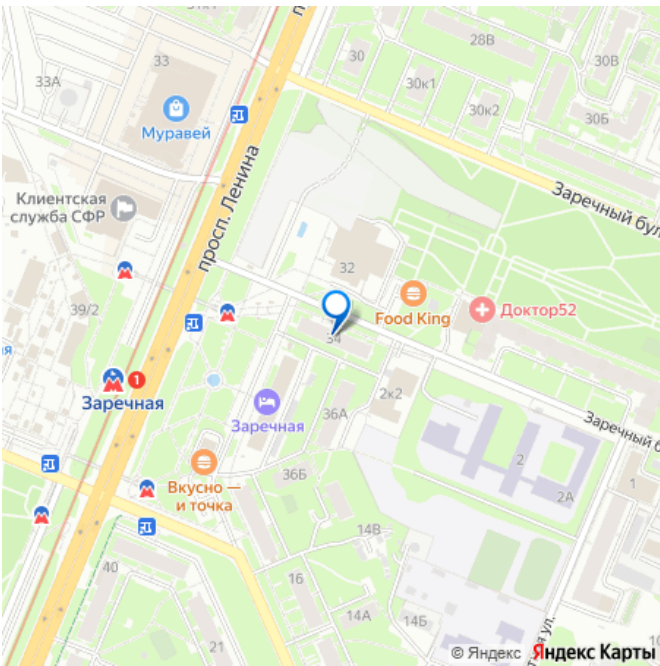 33
33А
Муравей
просп. Ленина
30
28В
30В
30к1
30к2
30Б
Клиентская
служба СФР
Заречный бул
39/2
32
Food King
Доктор52
34
1
Заречная
Заречная
2к2
36А
Заречный б
Вкусно —
и точка
36Б
2
2А
1
14В
40
16
14А
14Б
21
© Яндекс
Яндекс Карты